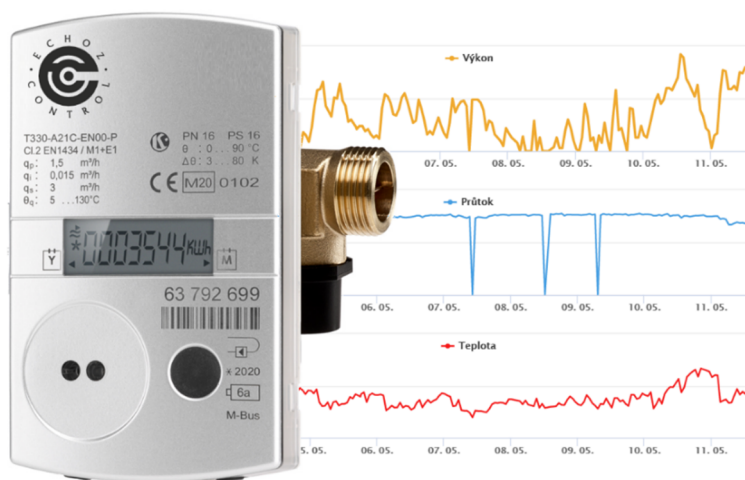 ECHOZ CONTROL
T330-A21C-EN00-P
Cl.2 EN1434 / M1+E1
qp: 1,5 m³/h
qi: 0,015 m³/h
qs: 3 m³/h
θq: 5 ...130°C
PN 16 PS 16
θ : 0 ... 90 °C
Δθ: 3 ... 80 K
CE M20 0102
0003544 KWh
Y
M
63 792 699
* 2020
6a
M-Bus
Výkon
07. 05. 08. 05. 09. 05. 10. 05. 11. 05.
Průtok
06. 05. 07. 05. 08. 05. 09. 05. 10. 05. 11. 05.
Teplota
5. 05. 06. 05. 07. 05. 08. 05. 09. 05. 10. 05. 11. 05.